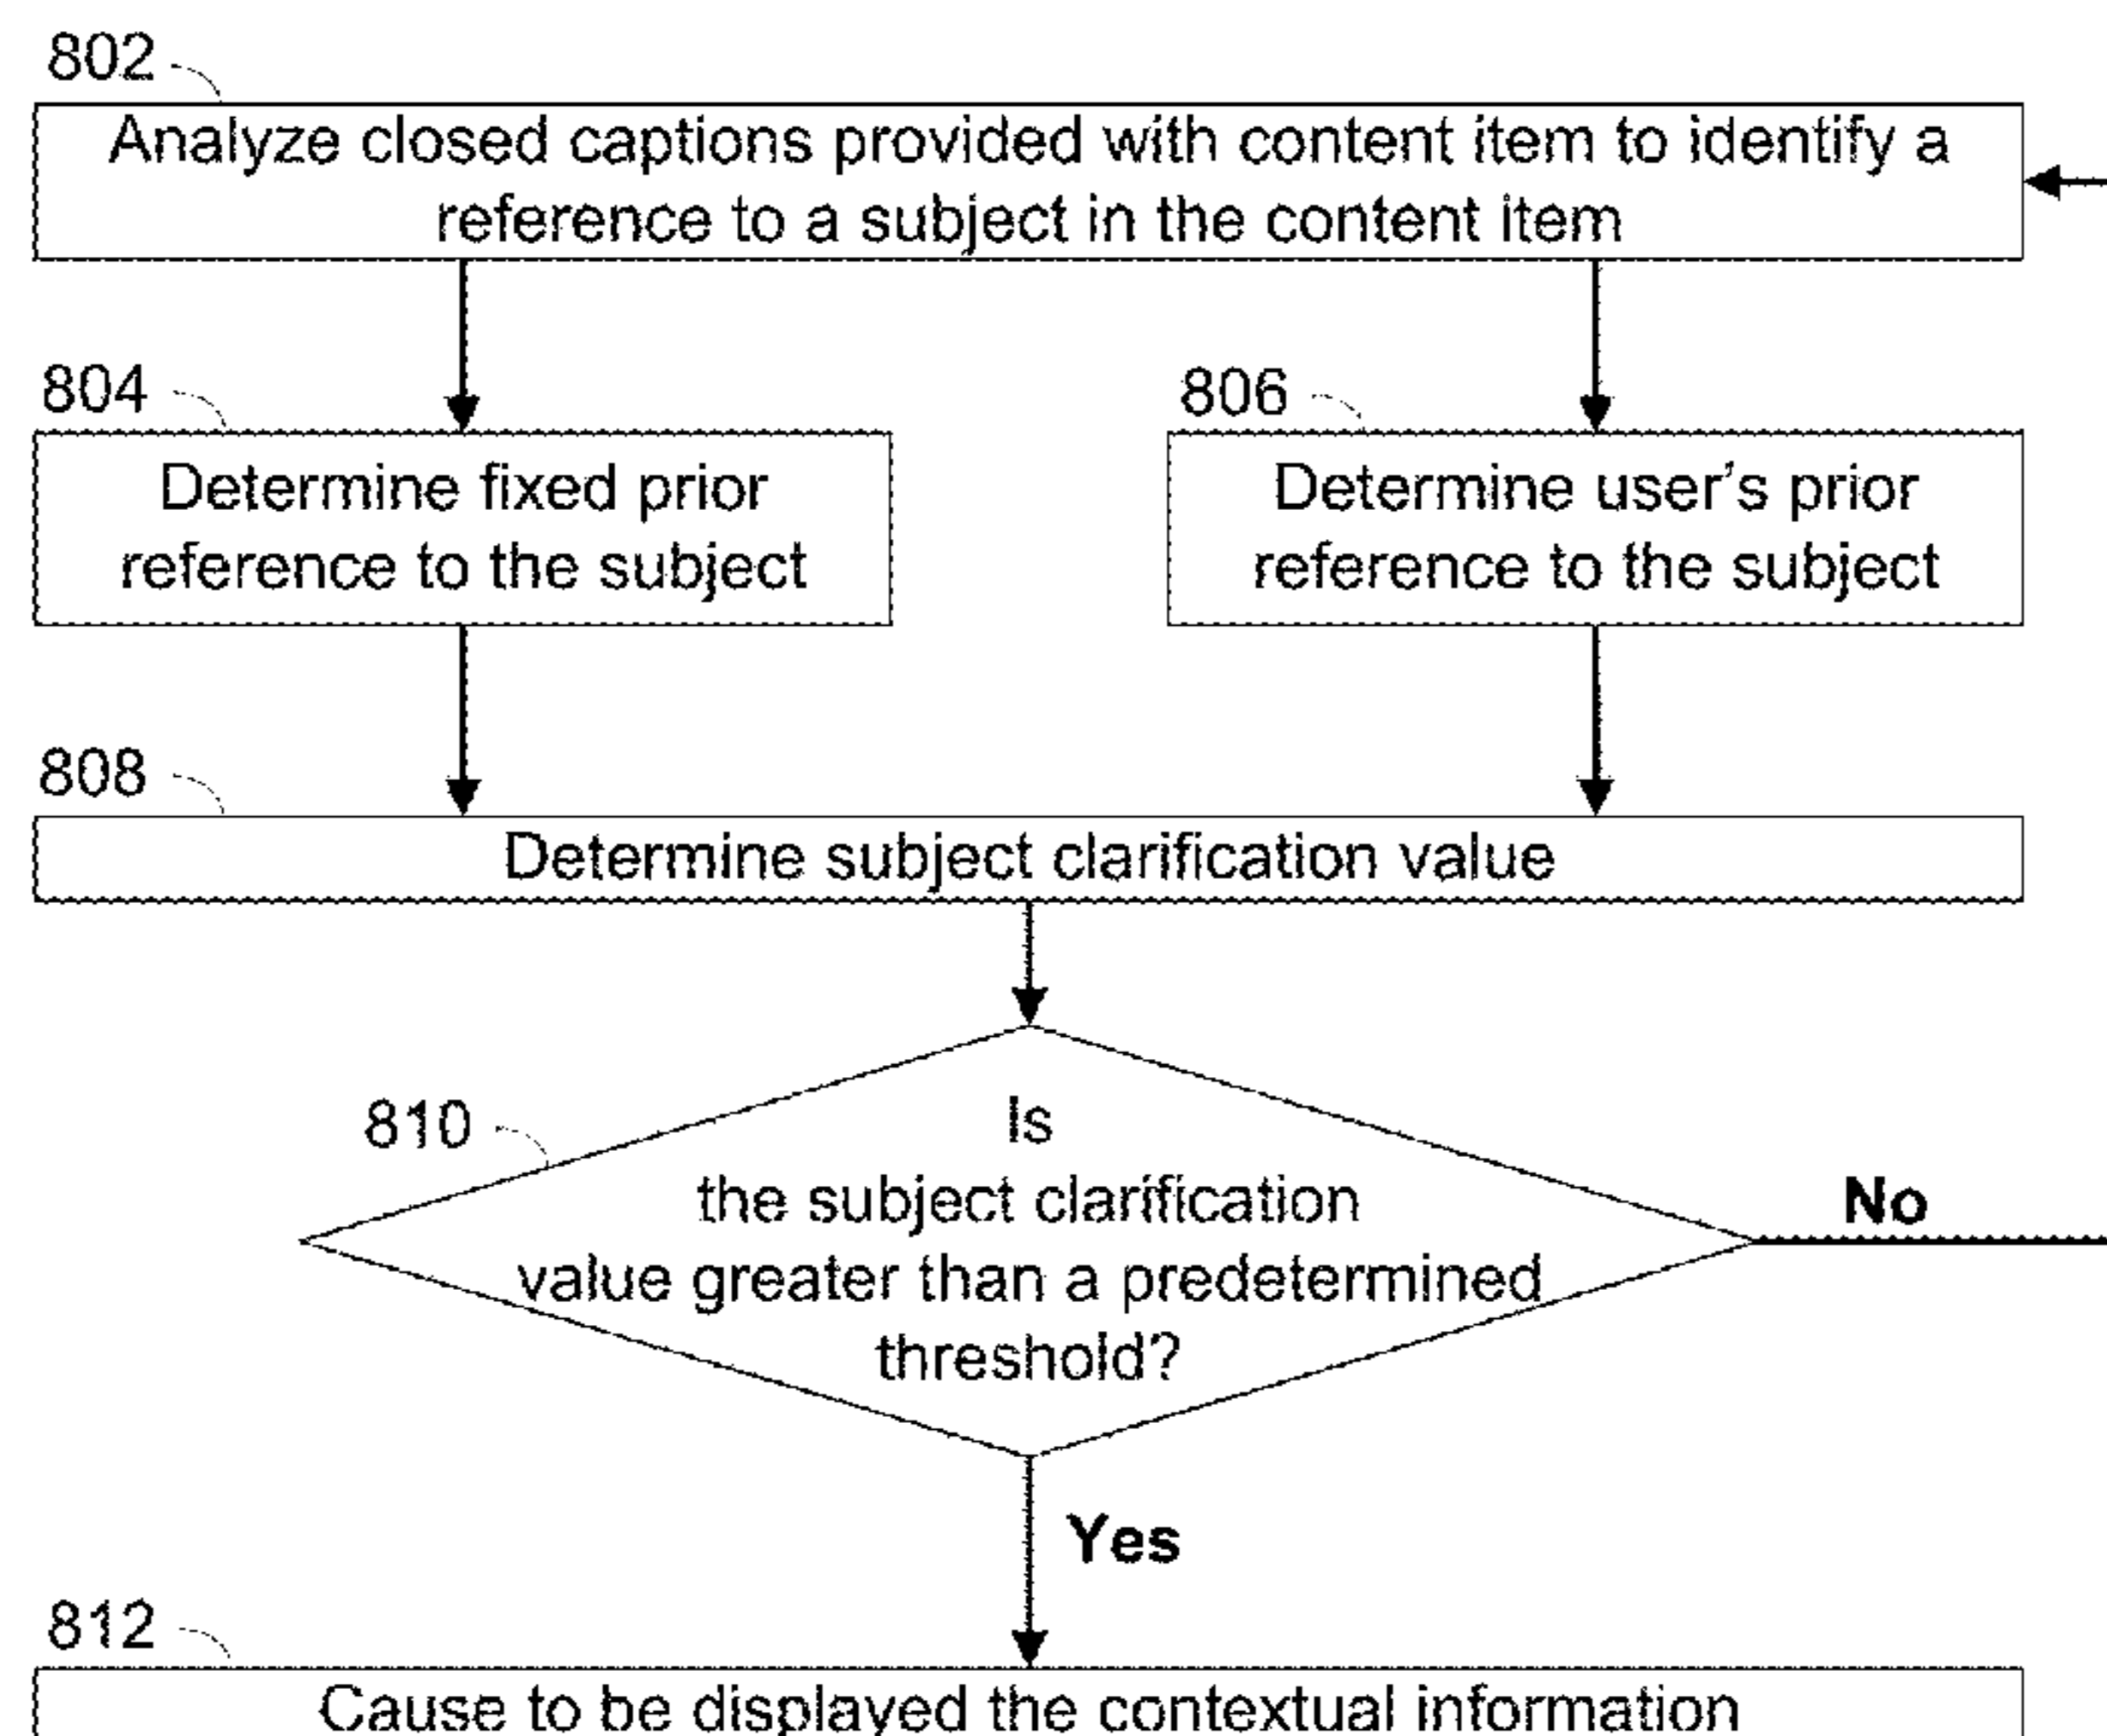 802
Analyze closed captions provided with content item to identify a
reference to a subject in the content item
804
Determine fixed prior
reference to the subject
806
Determine user's prior
reference to the subject
808
Determine subject clarification value
810
Is
the subject clarification
value greater than a predetermined
threshold?
No
Yes
812
Cause to be displayed the contextual information